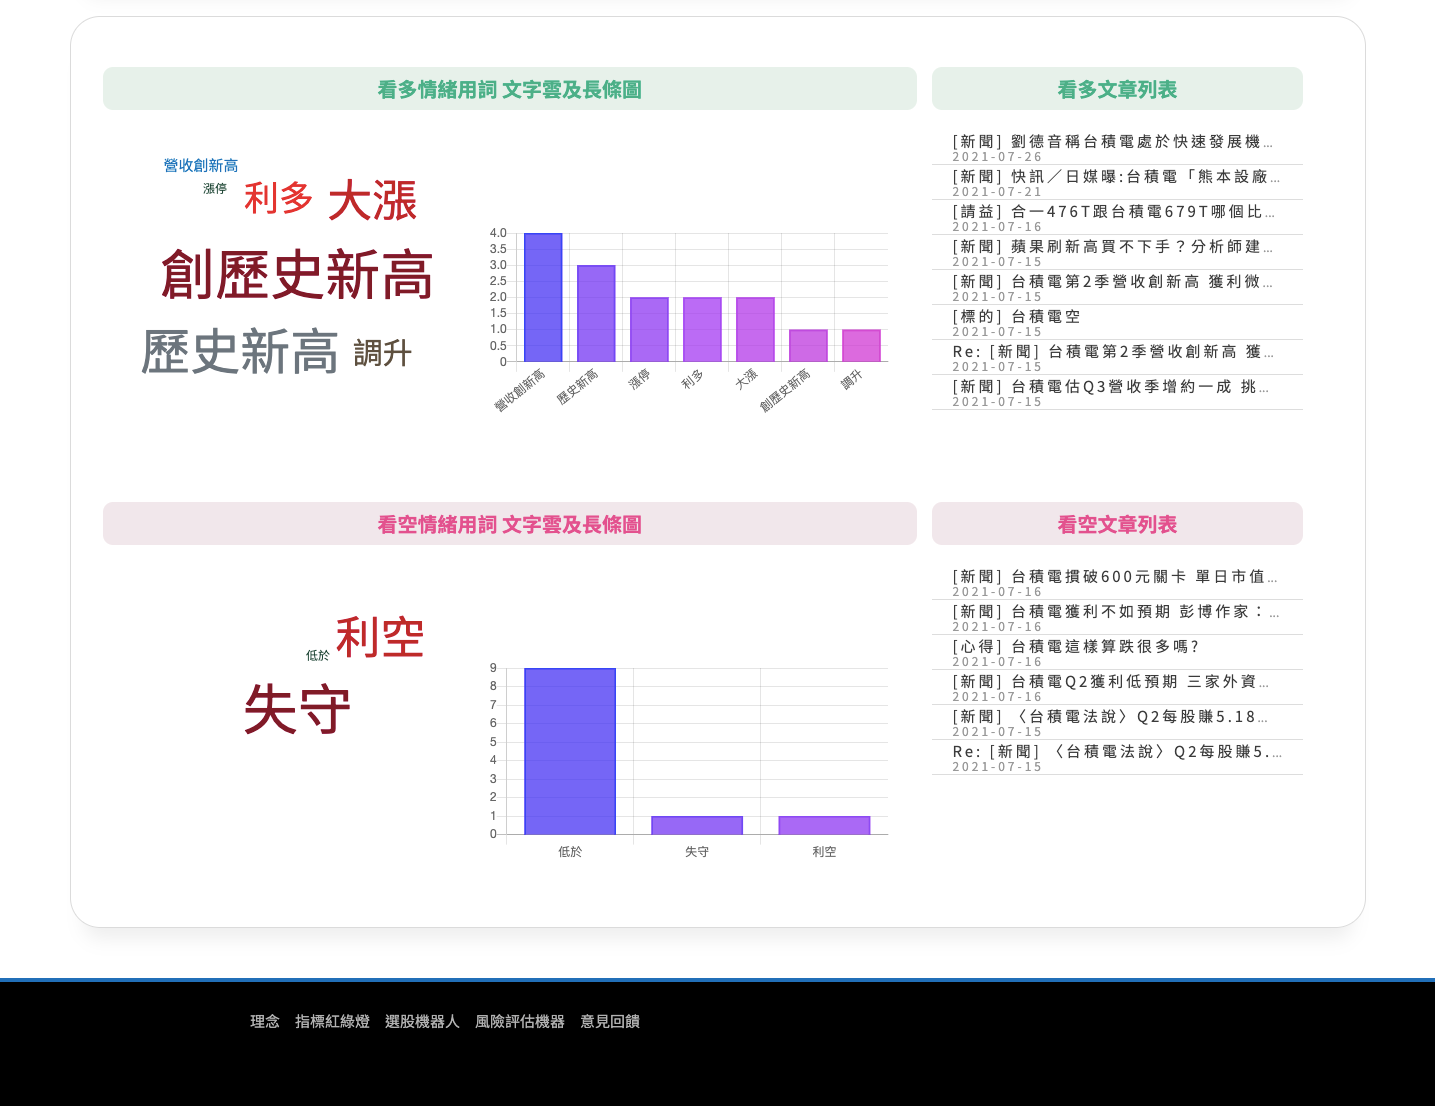 看多情緒用詞 文字雲及長條圖
營收創新高
漲停
利多
大漲
創歷史新高
歷史新高
調升
4.0
3.5
3.0
2.5
2.0
1.5
1.0
0.5
0
營收創新高
歷史新高
漲停
利多
大漲
創歷史新高
調升
看多文章列表
[新聞] 劉德音稱台積電處於快速發展機...
2021-07-26
[新聞] 快訊／日媒曝:台積電「熊本設廠...
2021-07-21
[請益] 合一476T跟台積電679T哪個比...
2021-07-16
[新聞] 蘋果刷新高買不下手？分析師建...
2021-07-15
[新聞] 台積電第2季營收創新高 獲利微...
2021-07-15
[標的] 台積電空
2021-07-15
Re: [新聞] 台積電第2季營收創新高 獲...
2021-07-15
[新聞] 台積電估Q3營收季增約一成 挑...
2021-07-15
看空情緒用詞 文字雲及長條圖
利空
低於
失守
9
8
7
6
5
4
3
2
1
0
低於
失守
利空
看空文章列表
[新聞] 台積電摜破600元關卡 單日市值...
2021-07-16
[新聞] 台積電獲利不如預期 彭博作家：...
2021-07-16
[心得] 台積電這樣算跌很多嗎?
2021-07-16
[新聞] 台積電Q2獲利低預期 三家外資...
2021-07-16
[新聞] 〈台積電法說〉Q2每股賺5.18...
2021-07-15
Re: [新聞] 〈台積電法說〉Q2每股賺5....
2021-07-15
理念 指標紅綠燈 選股機器人 風險評估機器 意見回饋